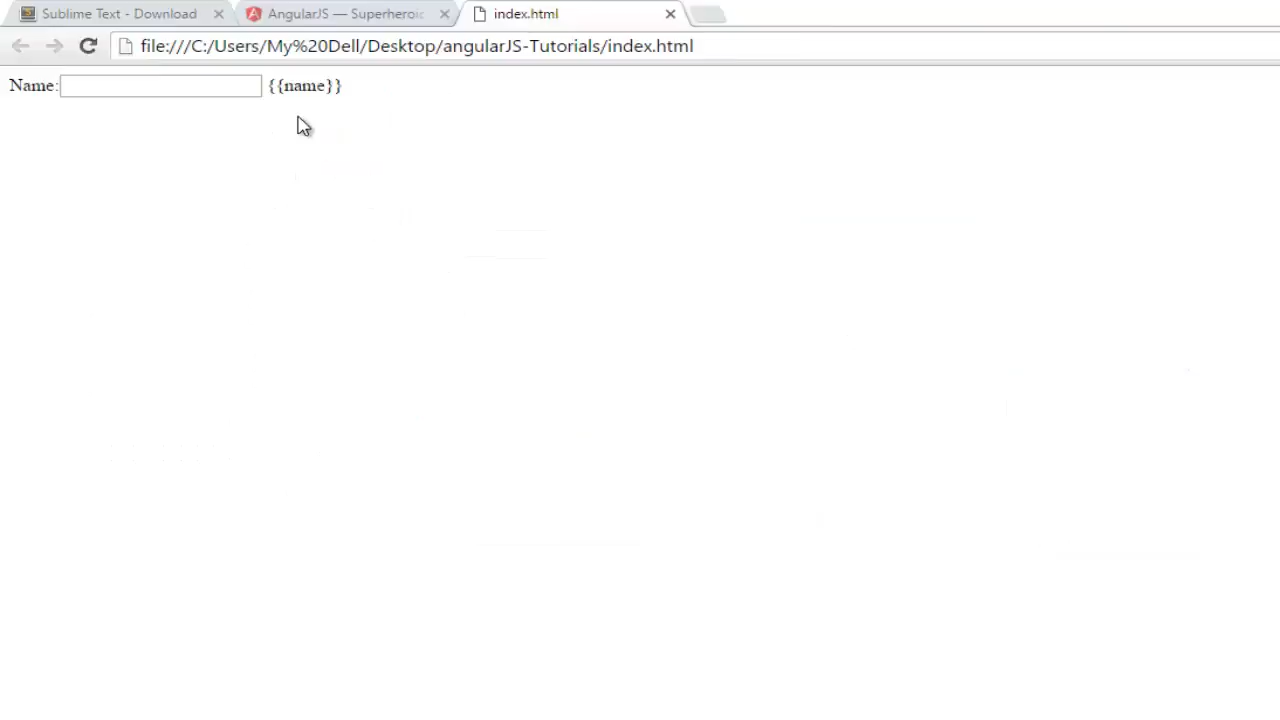 Sublime Text - Download
AngularJS — Superheroic
index.html
file:///C:/Users/My%20Dell/Desktop/angularJS-Tutorials/index.html
Name: {{name}}